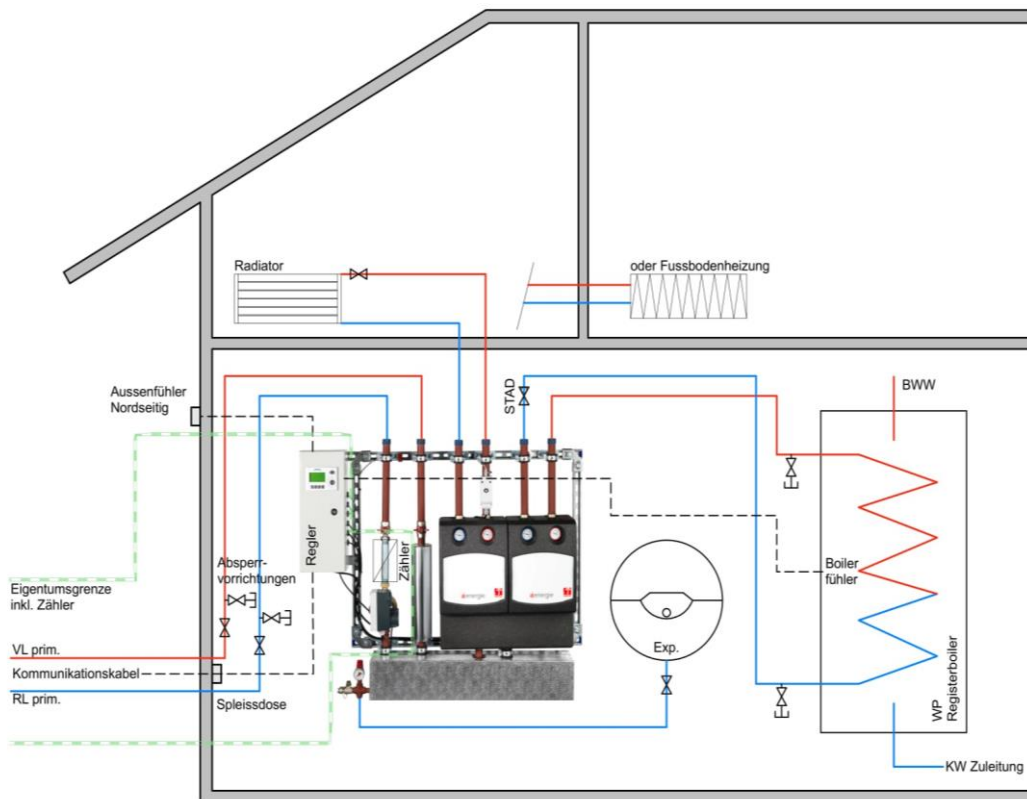 Radiator
oder Fussbodenheizung
Aussenfühler
Nordseitig
STAD
BWW
Regler
Zähler
Absperr-
vorrichtungen
Boiler
fühler
Eigentumsgrenze
inkl. Zähler
VL prim.
Kommunikationskabel
RL prim.
Spleissdose
Exp.
WP
Registerboiler
KW Zuleitung